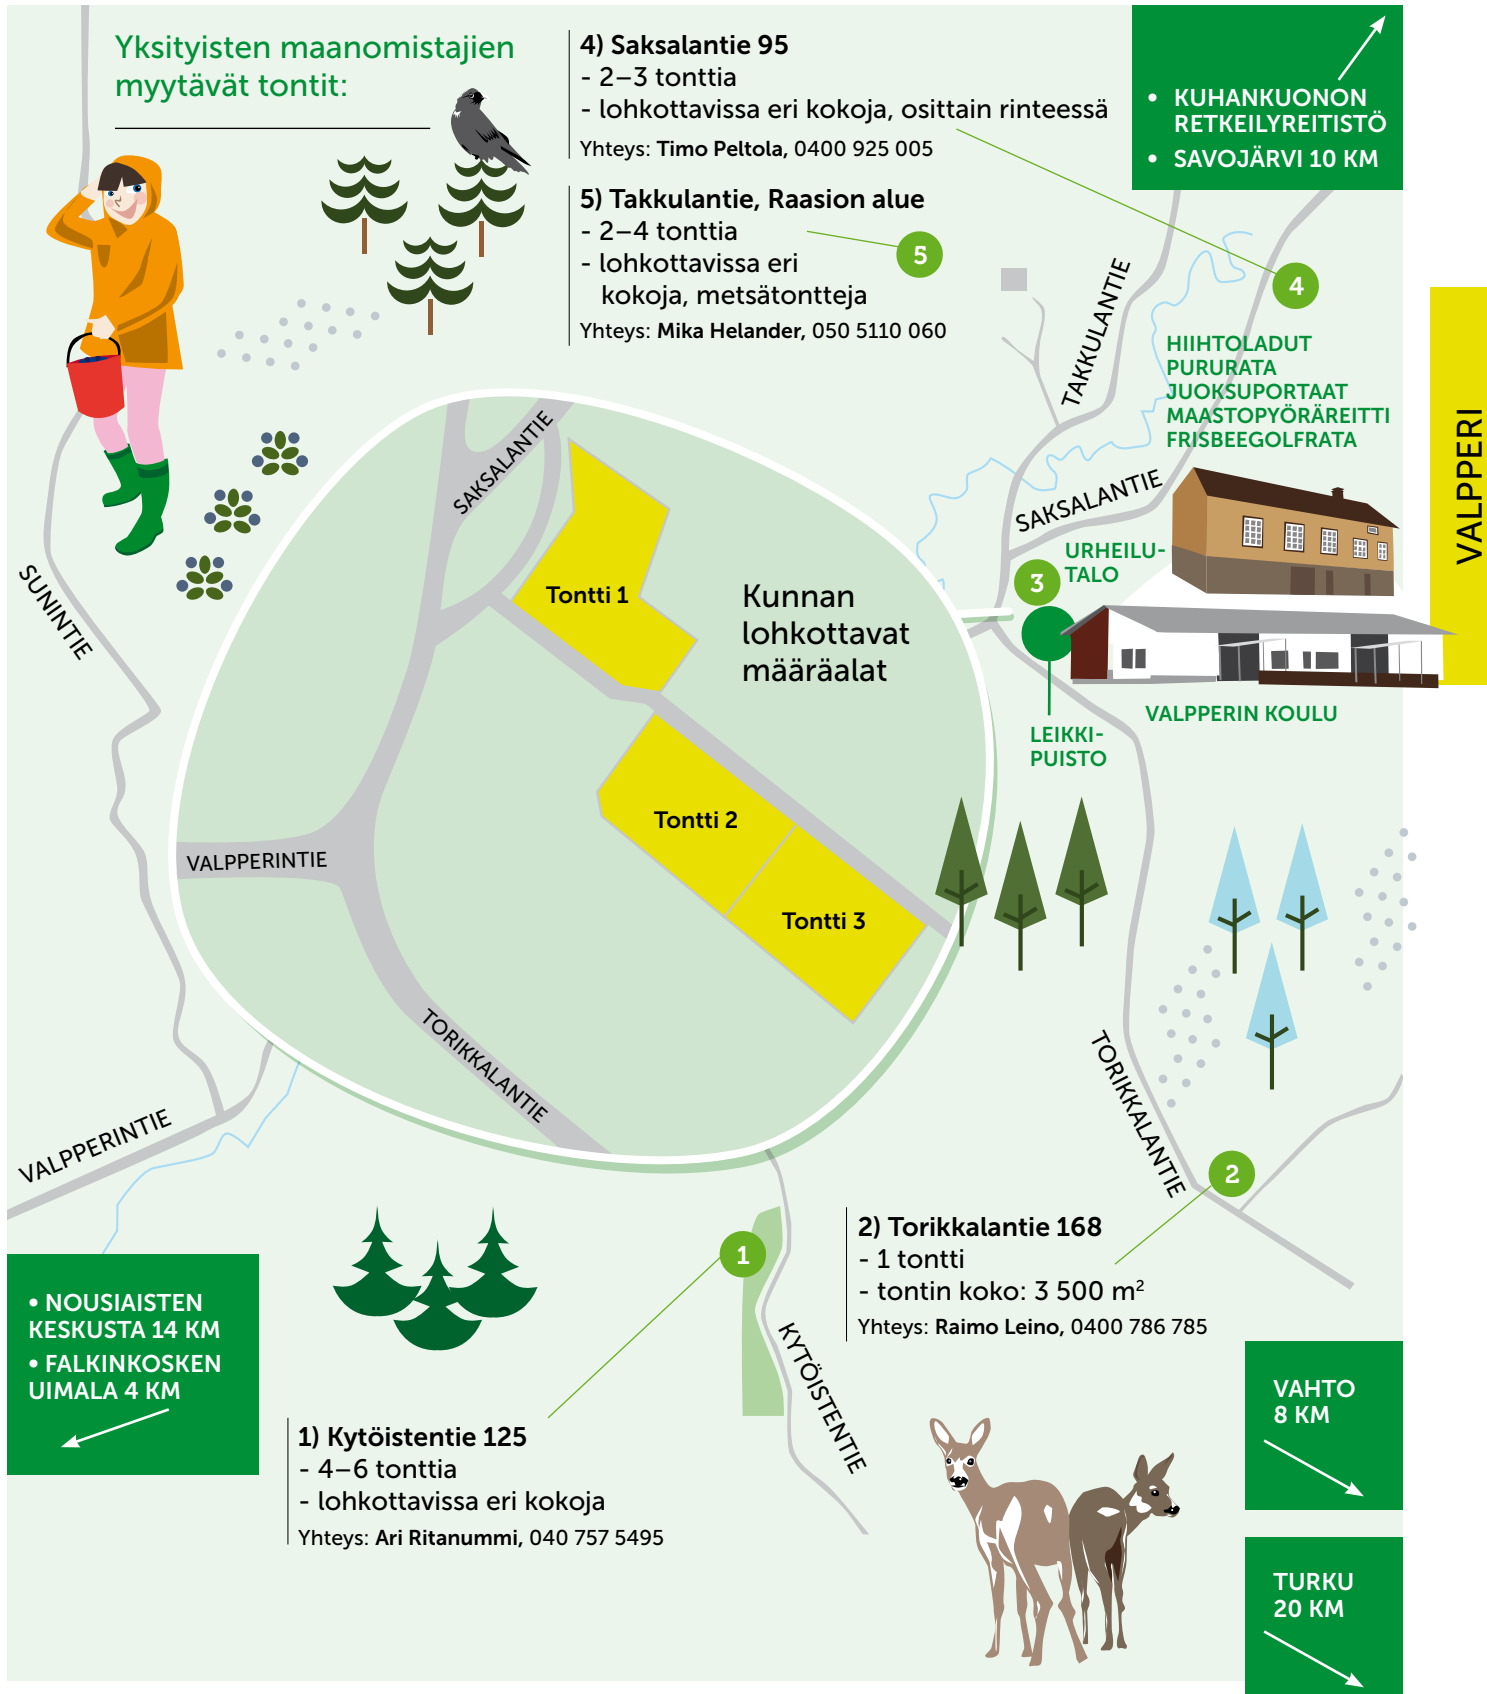 Yksityisten maanomistajien
myytävät tontit:
4) Saksalantie 95
- 2–3 tonttia
- lohkottavissa eri kokoja, osittain rinteessä
Yhteys: Timo Peltola, 0400 925 005
5) Takkulantie, Raasion alue
- 2–4 tonttia
- lohkottavissa eri
kokoja, metsätontteja
Yhteys: Mika Helander, 050 5110 060
• KUHANKUONON
RETKEILYREITISTÖ
• SAVOJÄRVI 10 KM
5
4
TAKKULANTIE
HIIHTOLADUT
PURURATA
JUOKSUPORTAAT
MAASTOPYÖRÄREITTI
FRISBEEGOLFRATA
VALPPERI
SAKSALANTIE
SAKSALANTIE
URHEILU-
TALO
3
SUNINTIE
Tontti 1
Kunnan
lohkottavat
määräalat
VALPPERIN KOULU
LEIKKI-
PUISTO
Tontti 2
VALPPERINTIE
Tontti 3
TORIKKALANTIE
TORIKKALANTIE
VALPPERINTIE
2
2) Torikkalantie 168
- 1 tontti
- tontin koko: 3 500 m²
Yhteys: Raimo Leino, 0400 786 785
1
KYTÖISTENTIE
• NOUSIAISTEN
KESKUSTA 14 KM
• FALKINKOSKEN
UIMALA 4 KM
1) Kytöistentie 125
- 4–6 tonttia
- lohkottavissa eri kokoja
Yhteys: Ari Ritanummi, 040 757 5495
VAHTO
8 KM
TURKU
20 KM